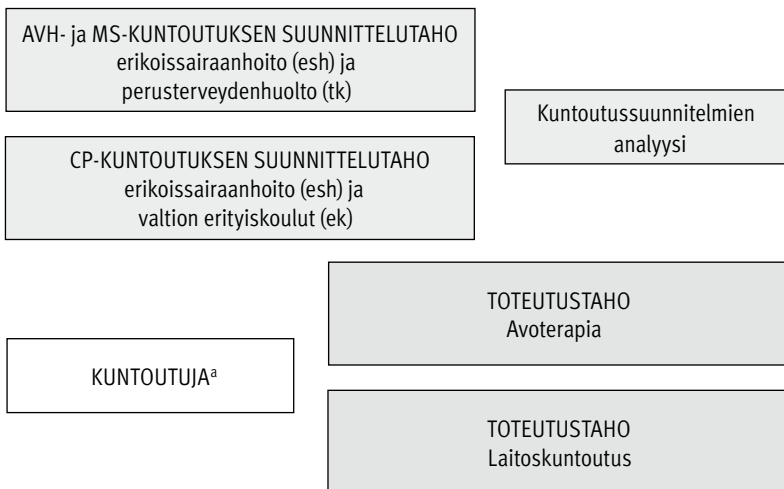 AVH- ja MS-KUNTOUTUKSEN SUUNNITTELUTAHO
erikoissairaanhoito (esh) ja
perusterveydenhuolto (tk)
Kuntoutussuunnitelmien
analyysi
CP-KUNTOUTUKSEN SUUNNITTELUTAHO
erikoissairaanhoito (esh) ja
valtion erityiskoulut (ek)
TOTEUTUSTAHO
Avoterapia
KUNTOUTUJAᵃ
TOTEUTUSTAHO
Laitoskuntoutus